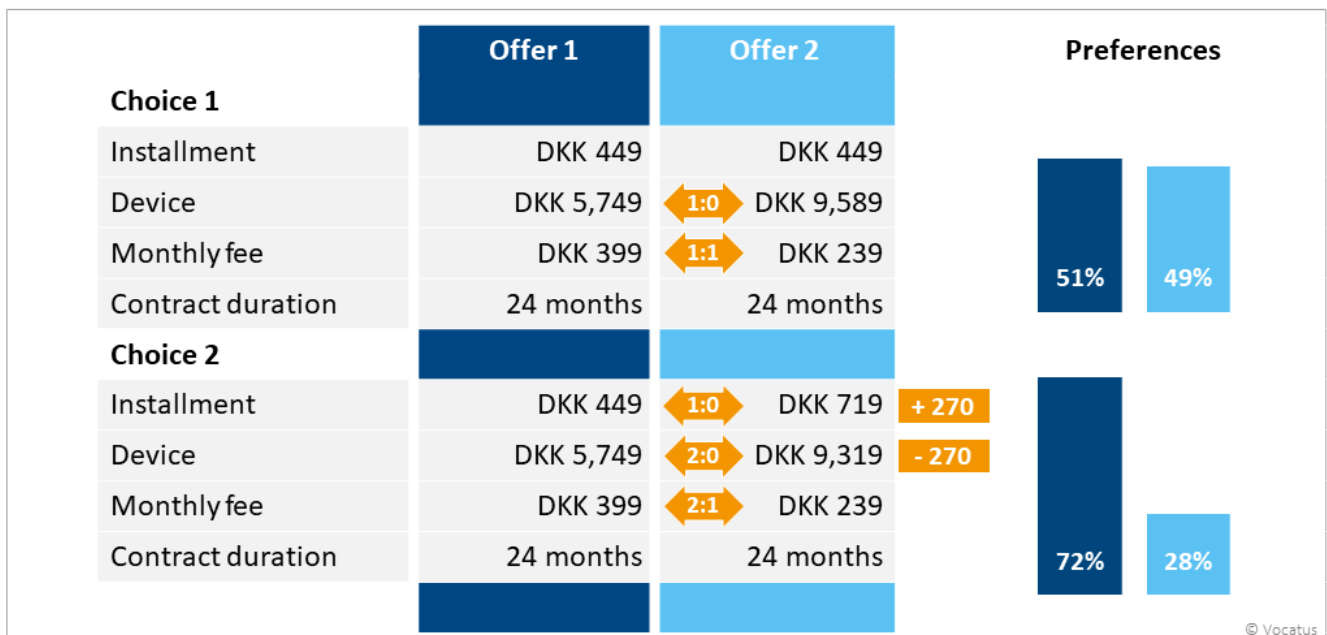 Offer 1 Offer 2 Preferences
Choice 1
Installment DKK 449 DKK 449
Device DKK 5,749 1:0 DKK 9,589
Monthly fee DKK 399 1:1 DKK 239
51% 49%
Contract duration 24 months 24 months
Choice 2
Installment DKK 449 1:0 DKK 719 + 270
Device DKK 5,749 2:0 DKK 9,319 - 270
Monthly fee DKK 399 2:1 DKK 239
Contract duration 24 months 24 months
72% 28%
© Vocatus